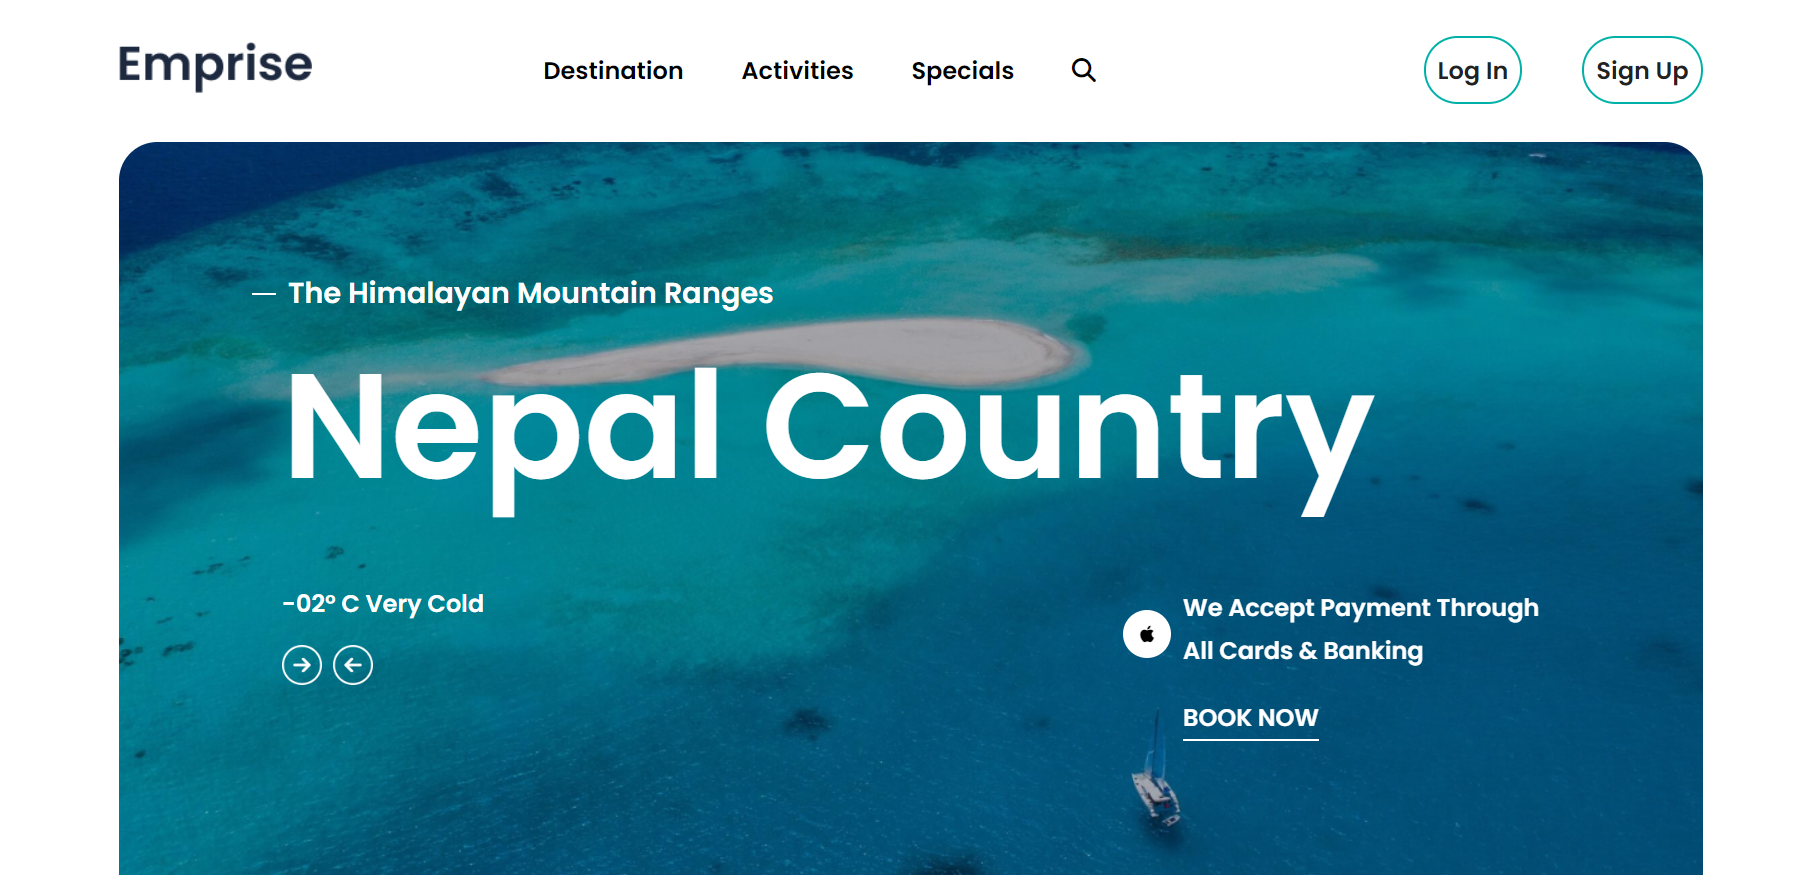 Emprise
Destination
Activities
Specials
Log In
Sign Up
The Himalayan Mountain Ranges
Nepal Country
-02° C Very Cold
We Accept Payment Through
All Cards & Banking
BOOK NOW